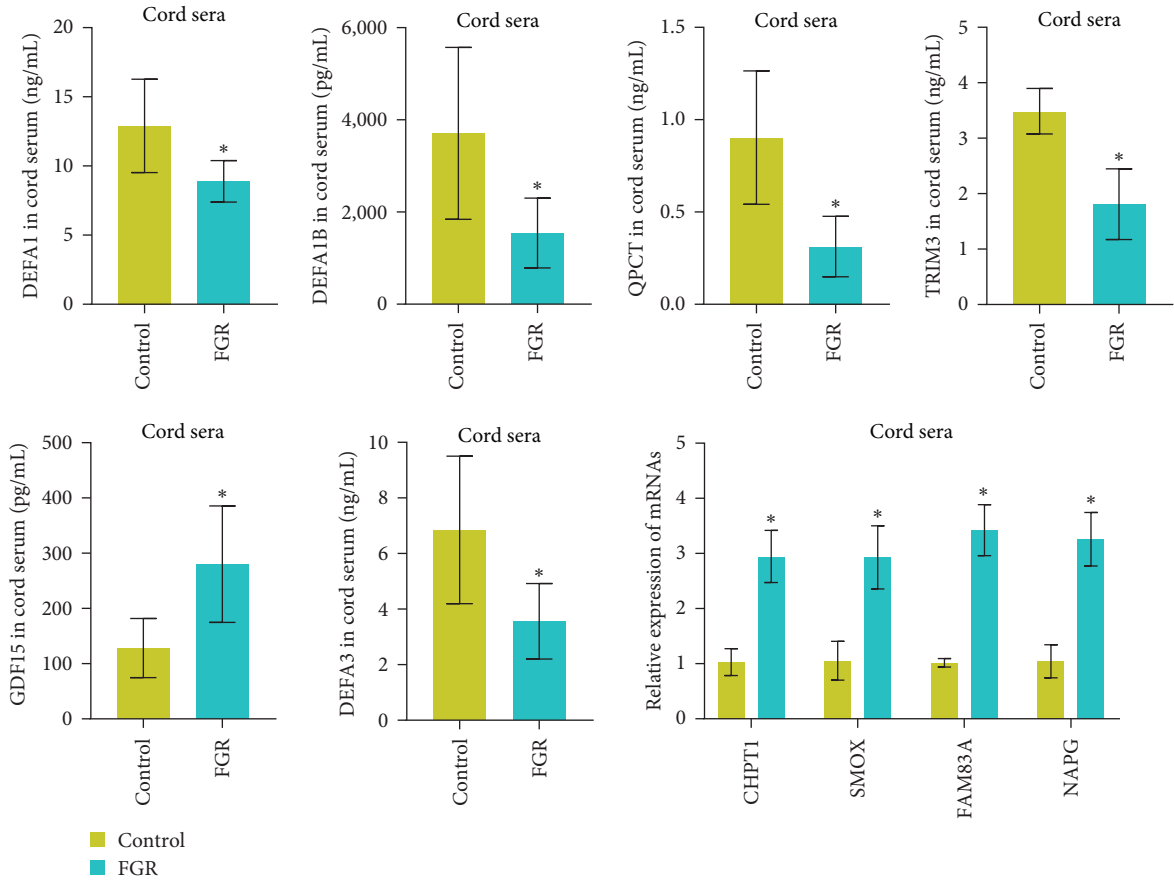 Cord sera
DEFA1 in cord serum (ng/mL)
20
15
10
5
0
Control
FGR
*
Cord sera
DEFA1B in cord serum (pg/mL)
6,000
4,000
2,000
0
Control
FGR
*
Cord sera
QPCT in cord serum (ng/mL)
1.5
1.0
0.5
0.0
Control
FGR
*
Cord sera
TRIM3 in cord serum (ng/mL)
5
4
3
2
1
0
Control
FGR
*
Cord sera
GDF15 in cord serum (pg/mL)
500
400
300
200
100
0
Control
FGR
*
Cord sera
DEFA3 in cord serum (ng/mL)
10
8
6
4
2
0
Control
FGR
*
Cord sera
Relative expression of mRNAs
5
4
3
2
1
0
CHPT1
SMOX
FAM83A
NAPG
*
*
*
*
Control
FGR